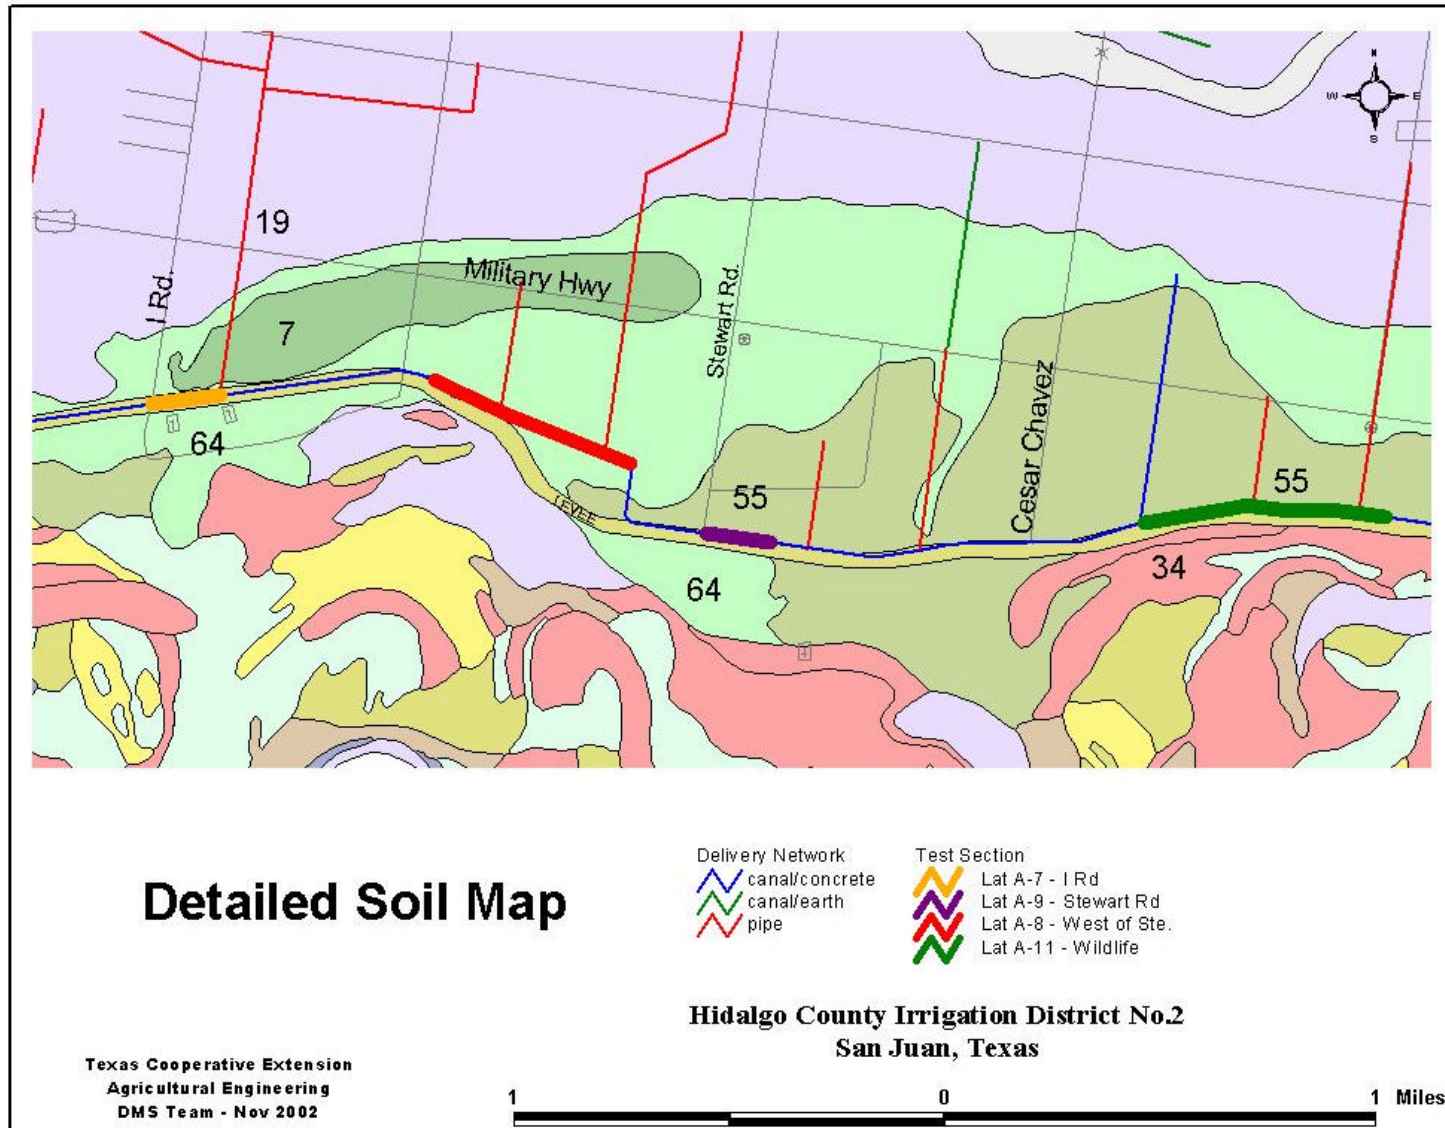 N
W
E
S
19
Military Hwy
I Rd.
7
Stewart Rd.
64
Cesar Chavez
55
55
LEVEE
34
64
Detailed Soil Map
Delivery Network
canal/concrete
canal/earth
pipe
Test Section
Lat A-7 - I Rd
Lat A-9 - Stewart Rd
Lat A-8 - West of Ste.
Lat A-11 - Wildlife
Hidalgo County Irrigation District No.2
San Juan, Texas
Texas Cooperative Extension
Agricultural Engineering
DMS Team - Nov 2002
1 0 1 Miles